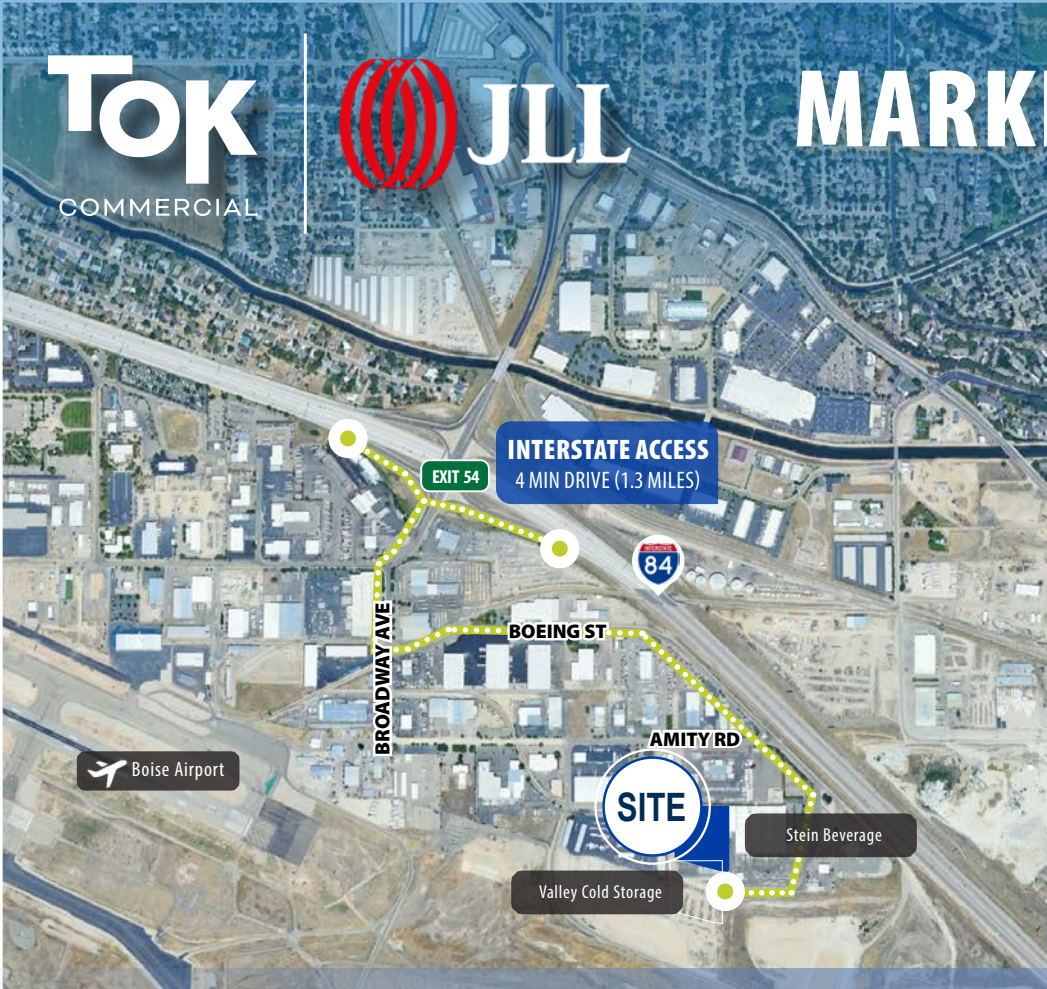 TOK
COMMERCIAL
JLL
MARK
INTERSTATE ACCESS
4 MIN DRIVE (1.3 MILES)
EXIT 54
INTERSTATE
84
BOEING ST
BROADWAY AVE
AMITY RD
Boise Airport
SITE
Stein Beverage
Valley Cold Storage